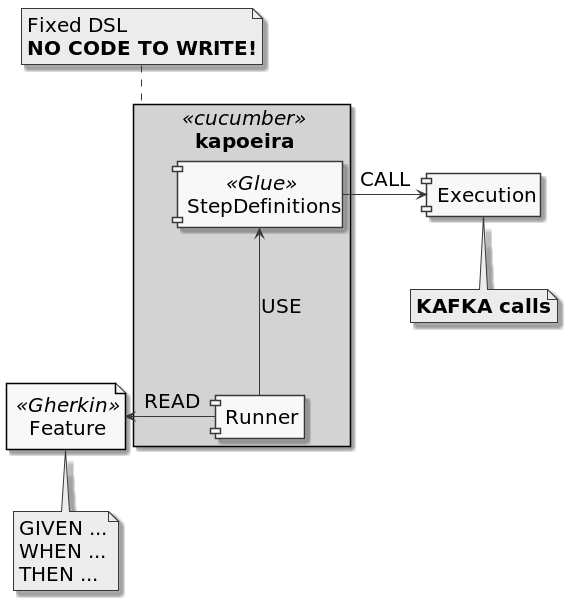 Fixed DSL
NO CODE TO WRITE!
«cucumber»
kapoeira
«Glue»
StepDefinitions
CALL
Execution
USE
KAFKA calls
«Gherkin»
Feature
READ
Runner
GIVEN ...
WHEN ...
THEN ...